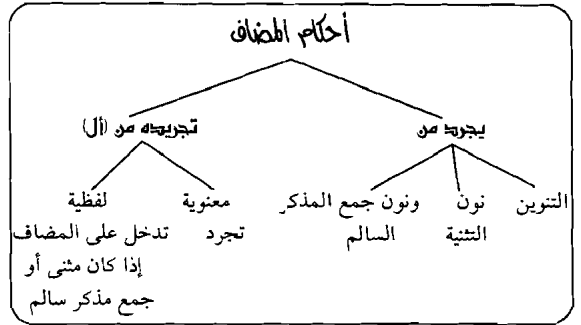 أحكام المضاف
يجرد من
تجريده من (أل)
التنوين
نون
التثنية
ونون جمع المذكر
السالم
معنوية
تجرد
لفظية
تدخل على المضاف
إذا كان مثنى أو
جمع مذكر سالم